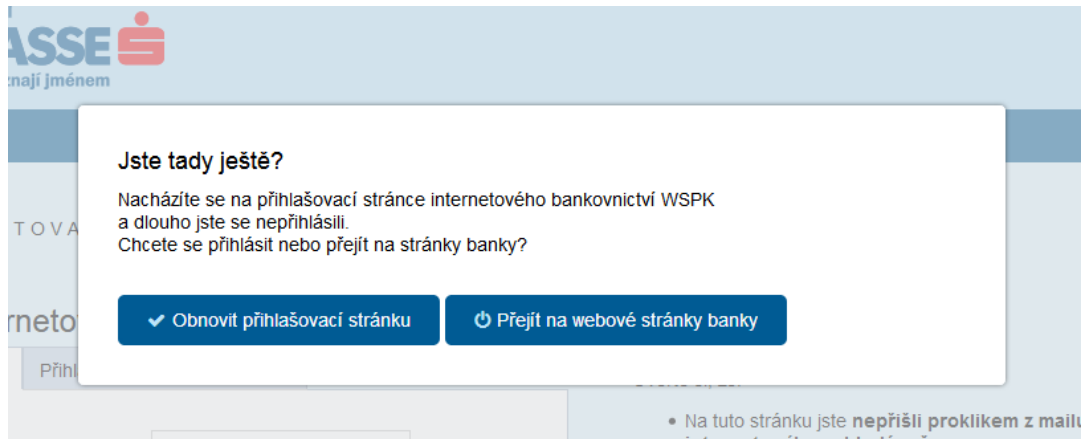 ASSE
znají jménem
Jste tady ještě?
Nacházíte se na přihlašovací stránce internetového bankovnictví WSPK
a dlouho jste se nepřihlásili.
Chcete se přihlásit nebo přejít na stránky banky?
T O V A
Obnovit přihlašovací stránku
Přejít na webové stránky banky
rneto
Přihl
• Na tuto stránku jste nepřišli proklikem z mailu